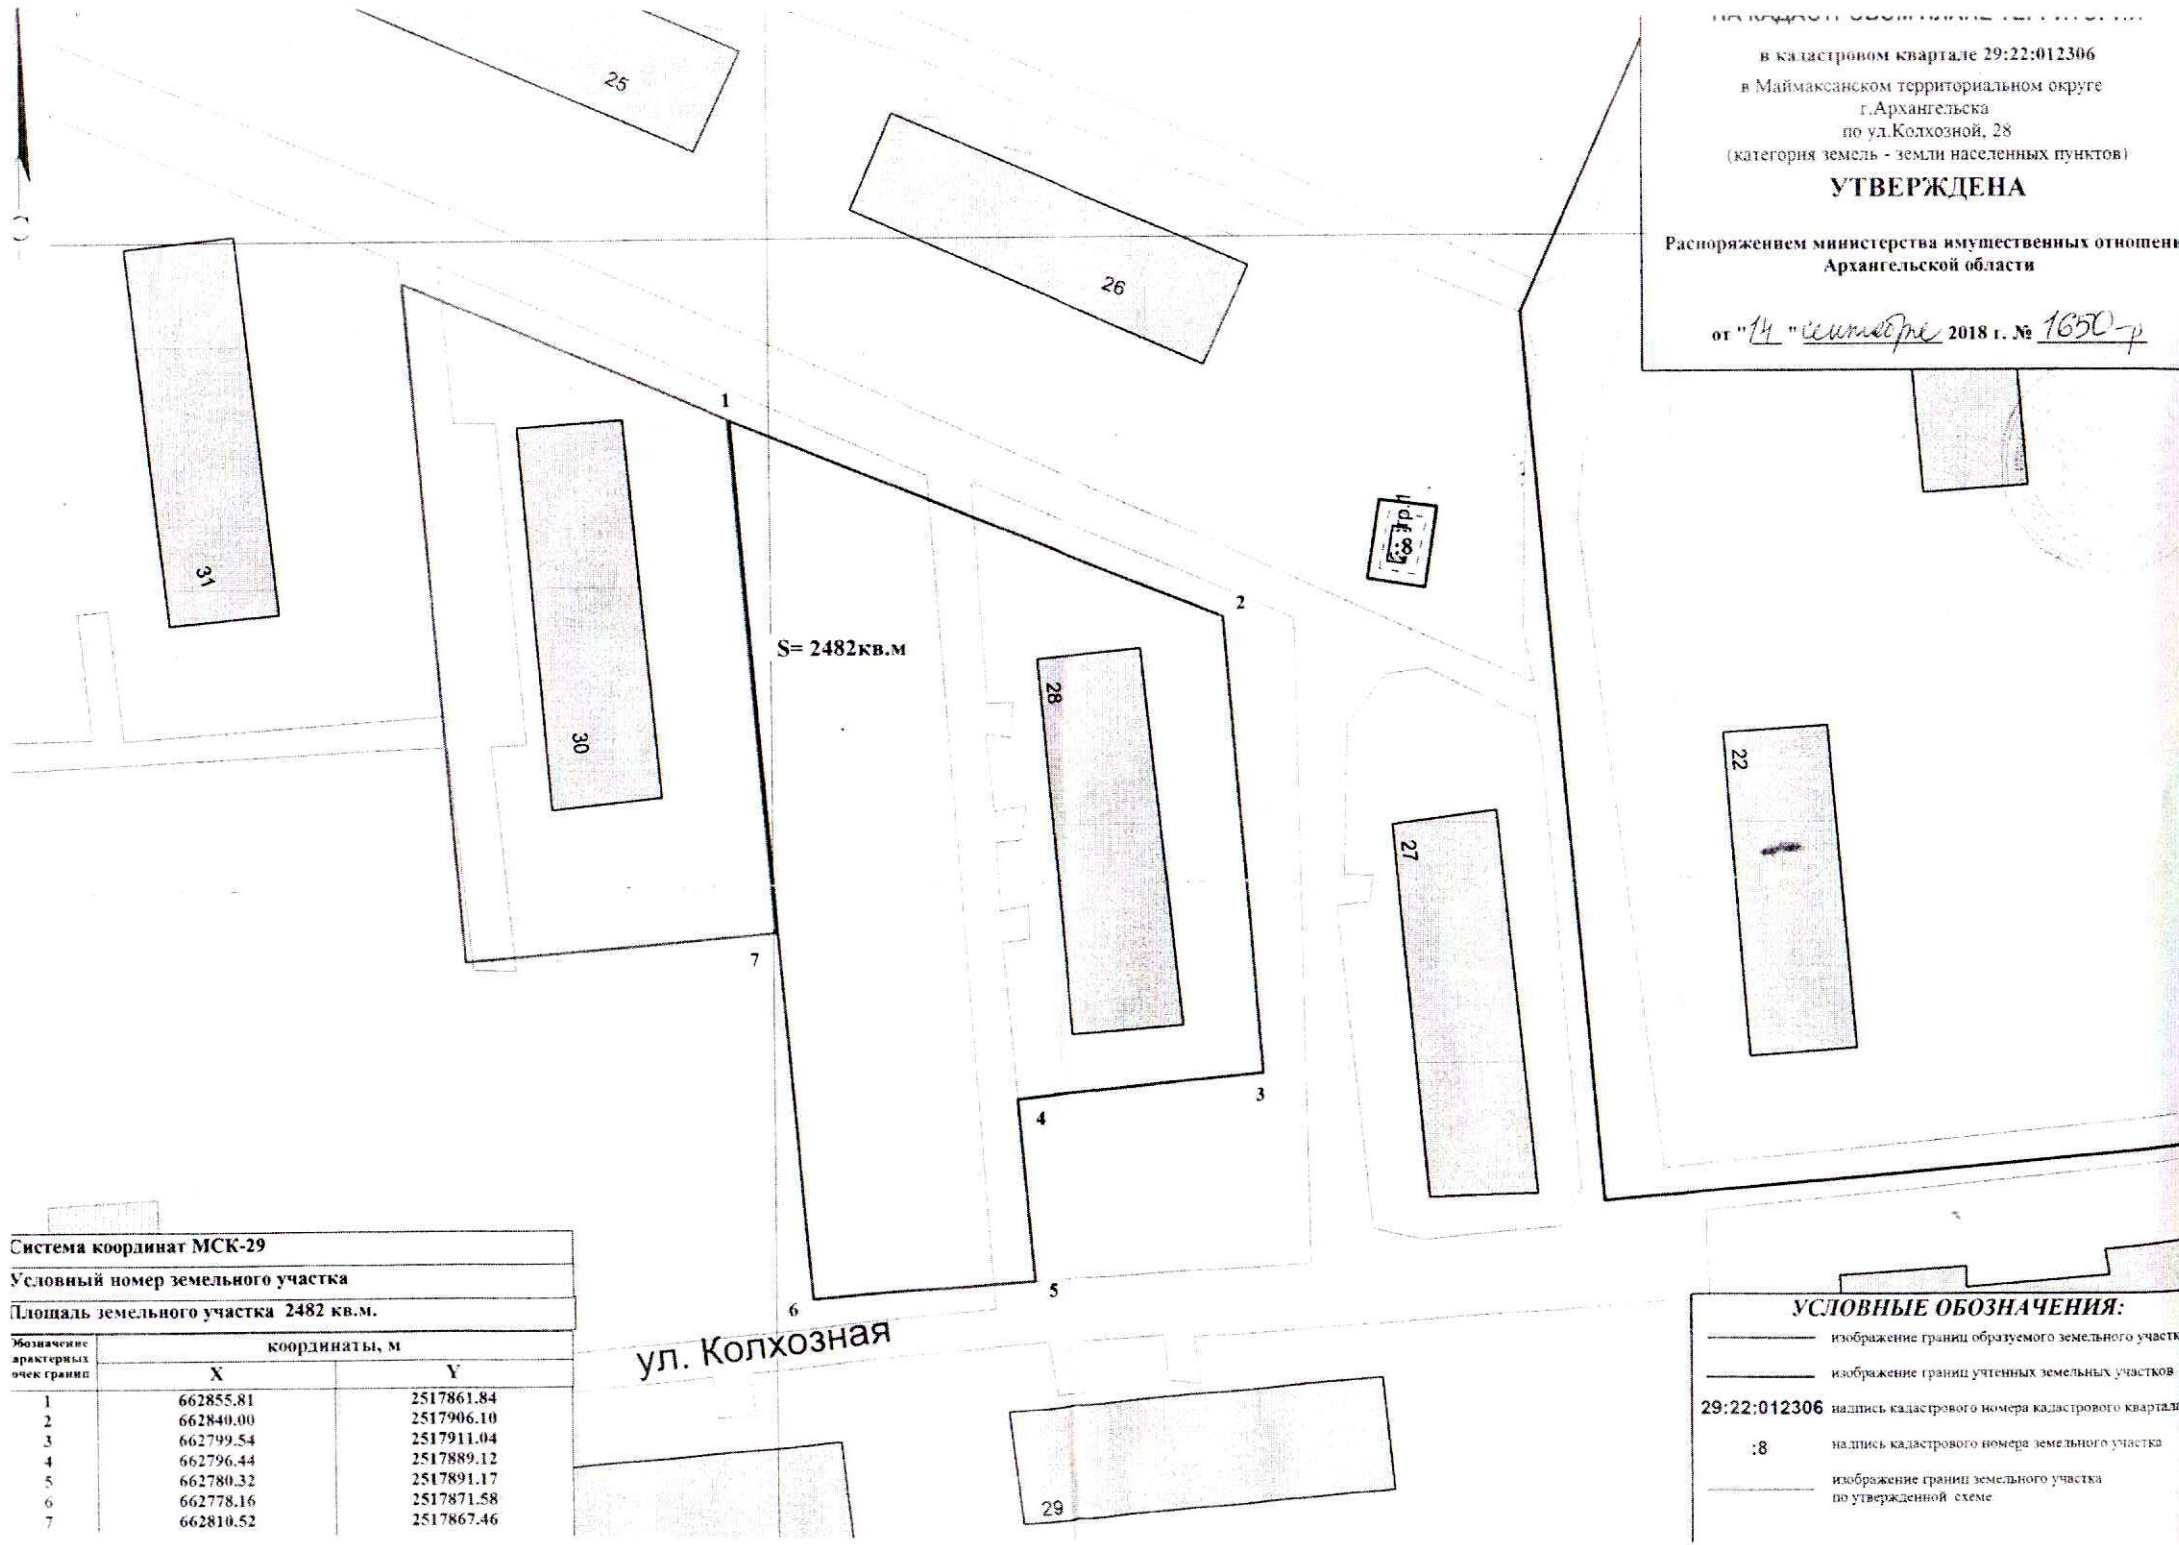 НА КАДАСТРОВОМ ПЛАНЕ ТЕРРИТОРИИ
в кадастровом квартале 29:22:012306
в Маймаксанском территориальном округе
г.Архангельска
по ул.Колхозной, 28
(категория земель - земли населенных пунктов)
УТВЕРЖДЕНА
Распоряжением министерства имущественных отношени
Архангельской области
от "14" сентября 2018 г. № 1650-р
С
25
26
31
30
28
27
22
29
:8
1
2
3
4
5
6
7
S= 2482кв.м
ул. Колхозная
Система координат МСК-29
Условный номер земельного участка
Площадь земельного участка 2482 кв.м.
координаты, м
X Y
1 662855.81 2517861.84
2 662840.00 2517906.10
3 662799.54 2517911.04
4 662796.44 2517889.12
5 662780.32 2517891.17
6 662778.16 2517871.58
7 662810.52 2517867.46
УСЛОВНЫЕ ОБОЗНАЧЕНИЯ:
изображение границ образуемого земельного участк
изображение границ учтенных земельных участков
29:22:012306 надпись кадастрового номера кадастрового квартала
:8 надпись кадастрового номера земельного участка
изображение границ земельного участка
по утвержденной схеме